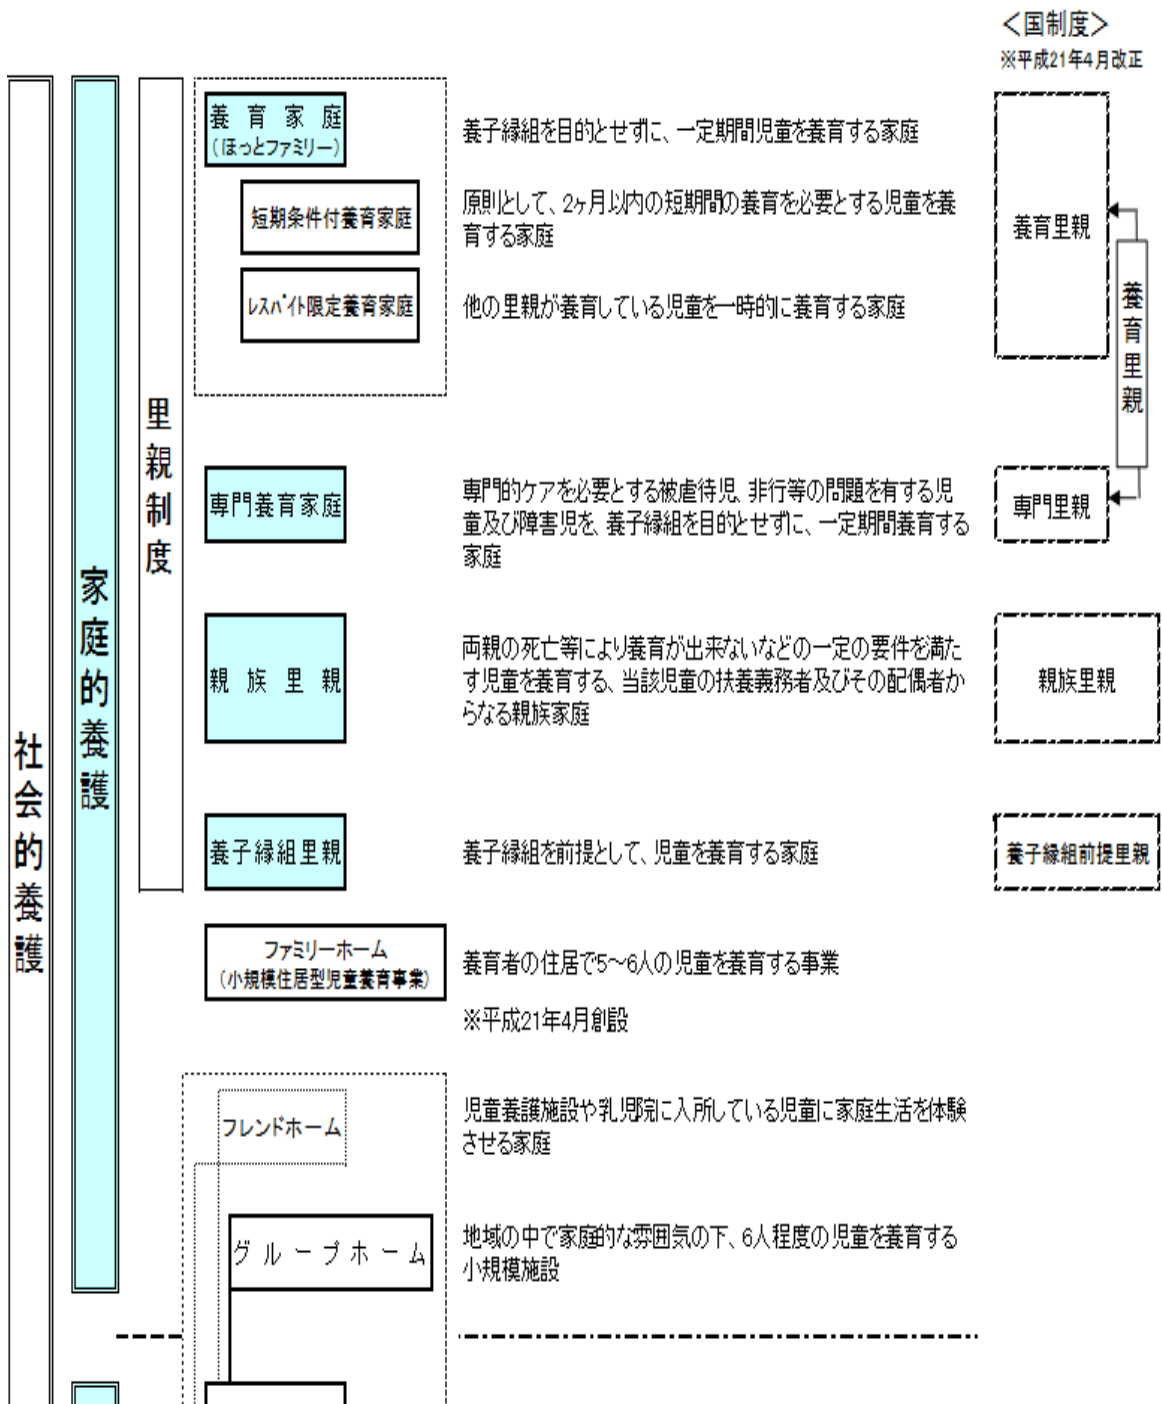 ＜国制度＞
※平成21年4月改正
社会的養護
家庭的養護
里親制度
養育家庭
（ほっとファミリー）
養子縁組を目的とせずに、一定期間児童を養育する家庭
短期条件付養育家庭
原則として、2ヶ月以内の短期間の養育を必要とする児童を養
育する家庭
レスパイト限定養育家庭
他の里親が養育している児童を一時的に養育する家庭
養育里親
養育里親
専門養育家庭
専門的ケアを必要とする被虐待児、非行等の問題を有する児
童及び障害児を、養子縁組を目的とせずに、一定期間養育する
家庭
専門里親
親族里親
両親の死亡等により養育が出来ないなどの一定の要件を満た
す児童を養育する、当該児童の扶養義務者及びその配偶者か
らなる親族家庭
親族里親
養子縁組里親
養子縁組を前提として、児童を養育する家庭
養子縁組前提里親
ファミリーホーム
（小規模住居型児童養育事業）
養育者の住居で5～6人の児童を養育する事業
※平成21年4月創設
フレンドホーム
児童養護施設や乳児院に入所している児童に家庭生活を体験
させる家庭
グループホーム
地域の中で家庭的な雰囲気の下、6人程度の児童を養育する
小規模施設